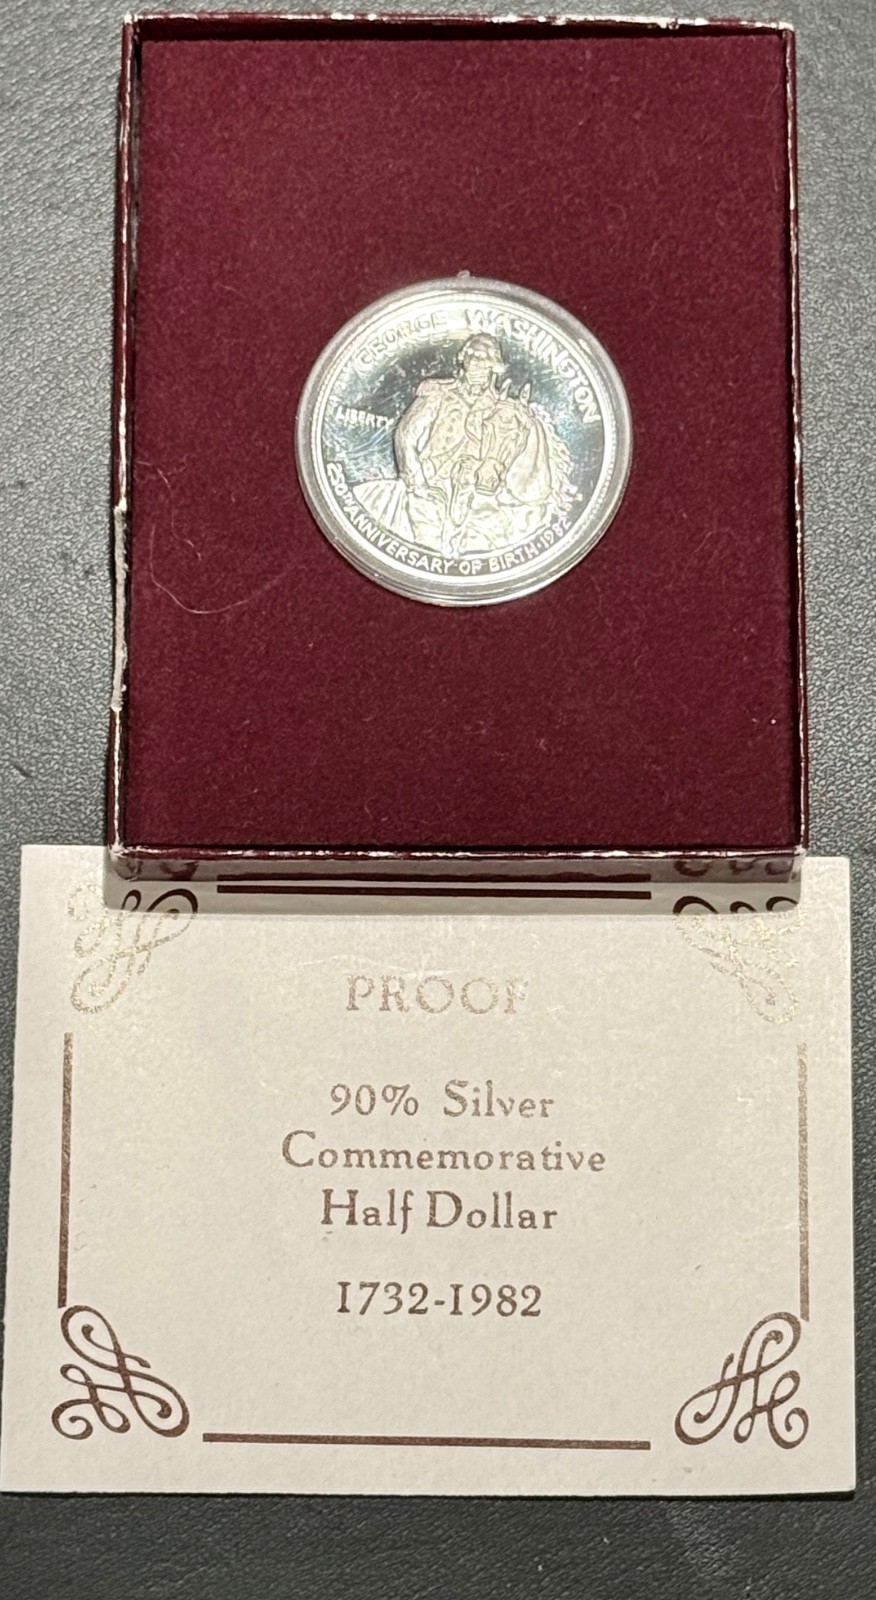 GEORGE WASHINGTON
LIBERTY
250TH ANNIVERSARY OF BIRTH·1982
PROOF
90% Silver
Commemorative
Half Dollar
1732-1982